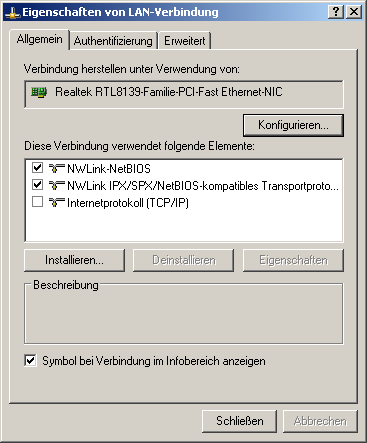 Eigenschaften von LAN-Verbindung
Allgemein Authentifizierung Erweitert
Verbindung herstellen unter Verwendung von:
Realtek RTL8139-Familie-PCI-Fast Ethernet-NIC
Konfigurieren...
Diese Verbindung verwendet folgende Elemente:
NWLink-NetBIOS
NWLink IPX/SPX/NetBIOS-kompatibles Transportproto...
Internetprotokoll (TCP/IP)
Installieren... Deinstallieren Eigenschaften
Beschreibung
Symbol bei Verbindung im Infobereich anzeigen
Schließen Abbrechen